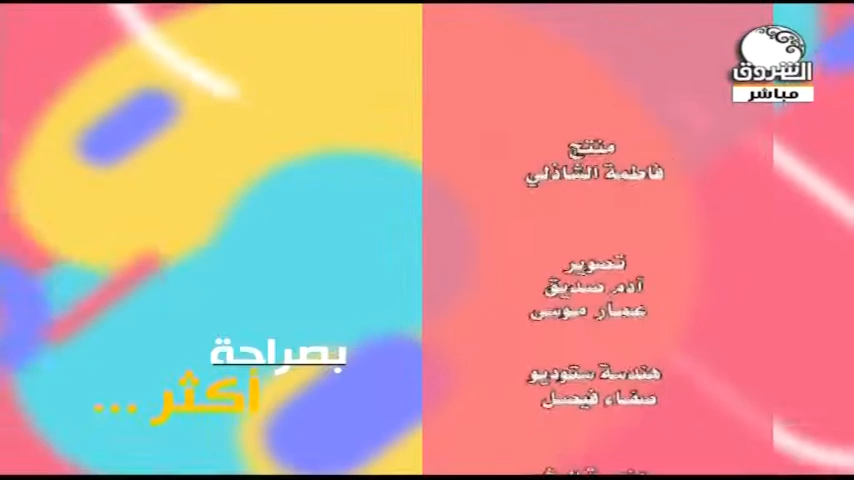 الشروق
مباشر
منتج
فاطمة الشاذلي
تصوير
آدم صديق
عمار موسى
هندسة ستوديو
صفاء فيصل
بصراحة
أكثر ...